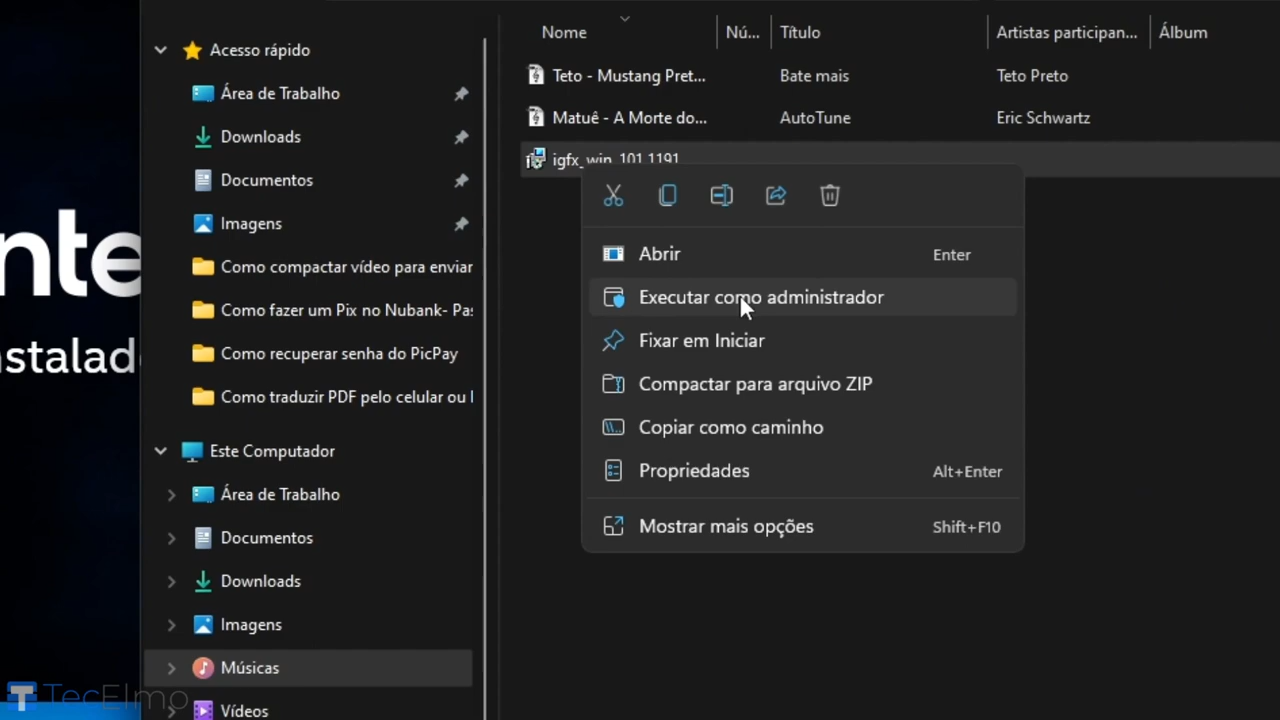 Nome Nú... Título Artistas participan... Álbum
Teto - Mustang Pret... Bate mais Teto Preto
Matuê - A Morte do... AutoTune Eric Schwartz
igfx_win_101.1191
Acesso rápido
Área de Trabalho
Downloads
Documentos
Imagens
Como compactar vídeo para enviar
Como fazer um Pix no Nubank- Pas
Como recuperar senha do PicPay
Como traduzir PDF pelo celular ou
Este Computador
Área de Trabalho
Documentos
Downloads
Imagens
Músicas
Vídeos
Abrir Enter
Executar como administrador
Fixar em Iniciar
Compactar para arquivo ZIP
Copiar como caminho
Propriedades Alt+Enter
Mostrar mais opções Shift+F10
nte
nstalad
TecElmo